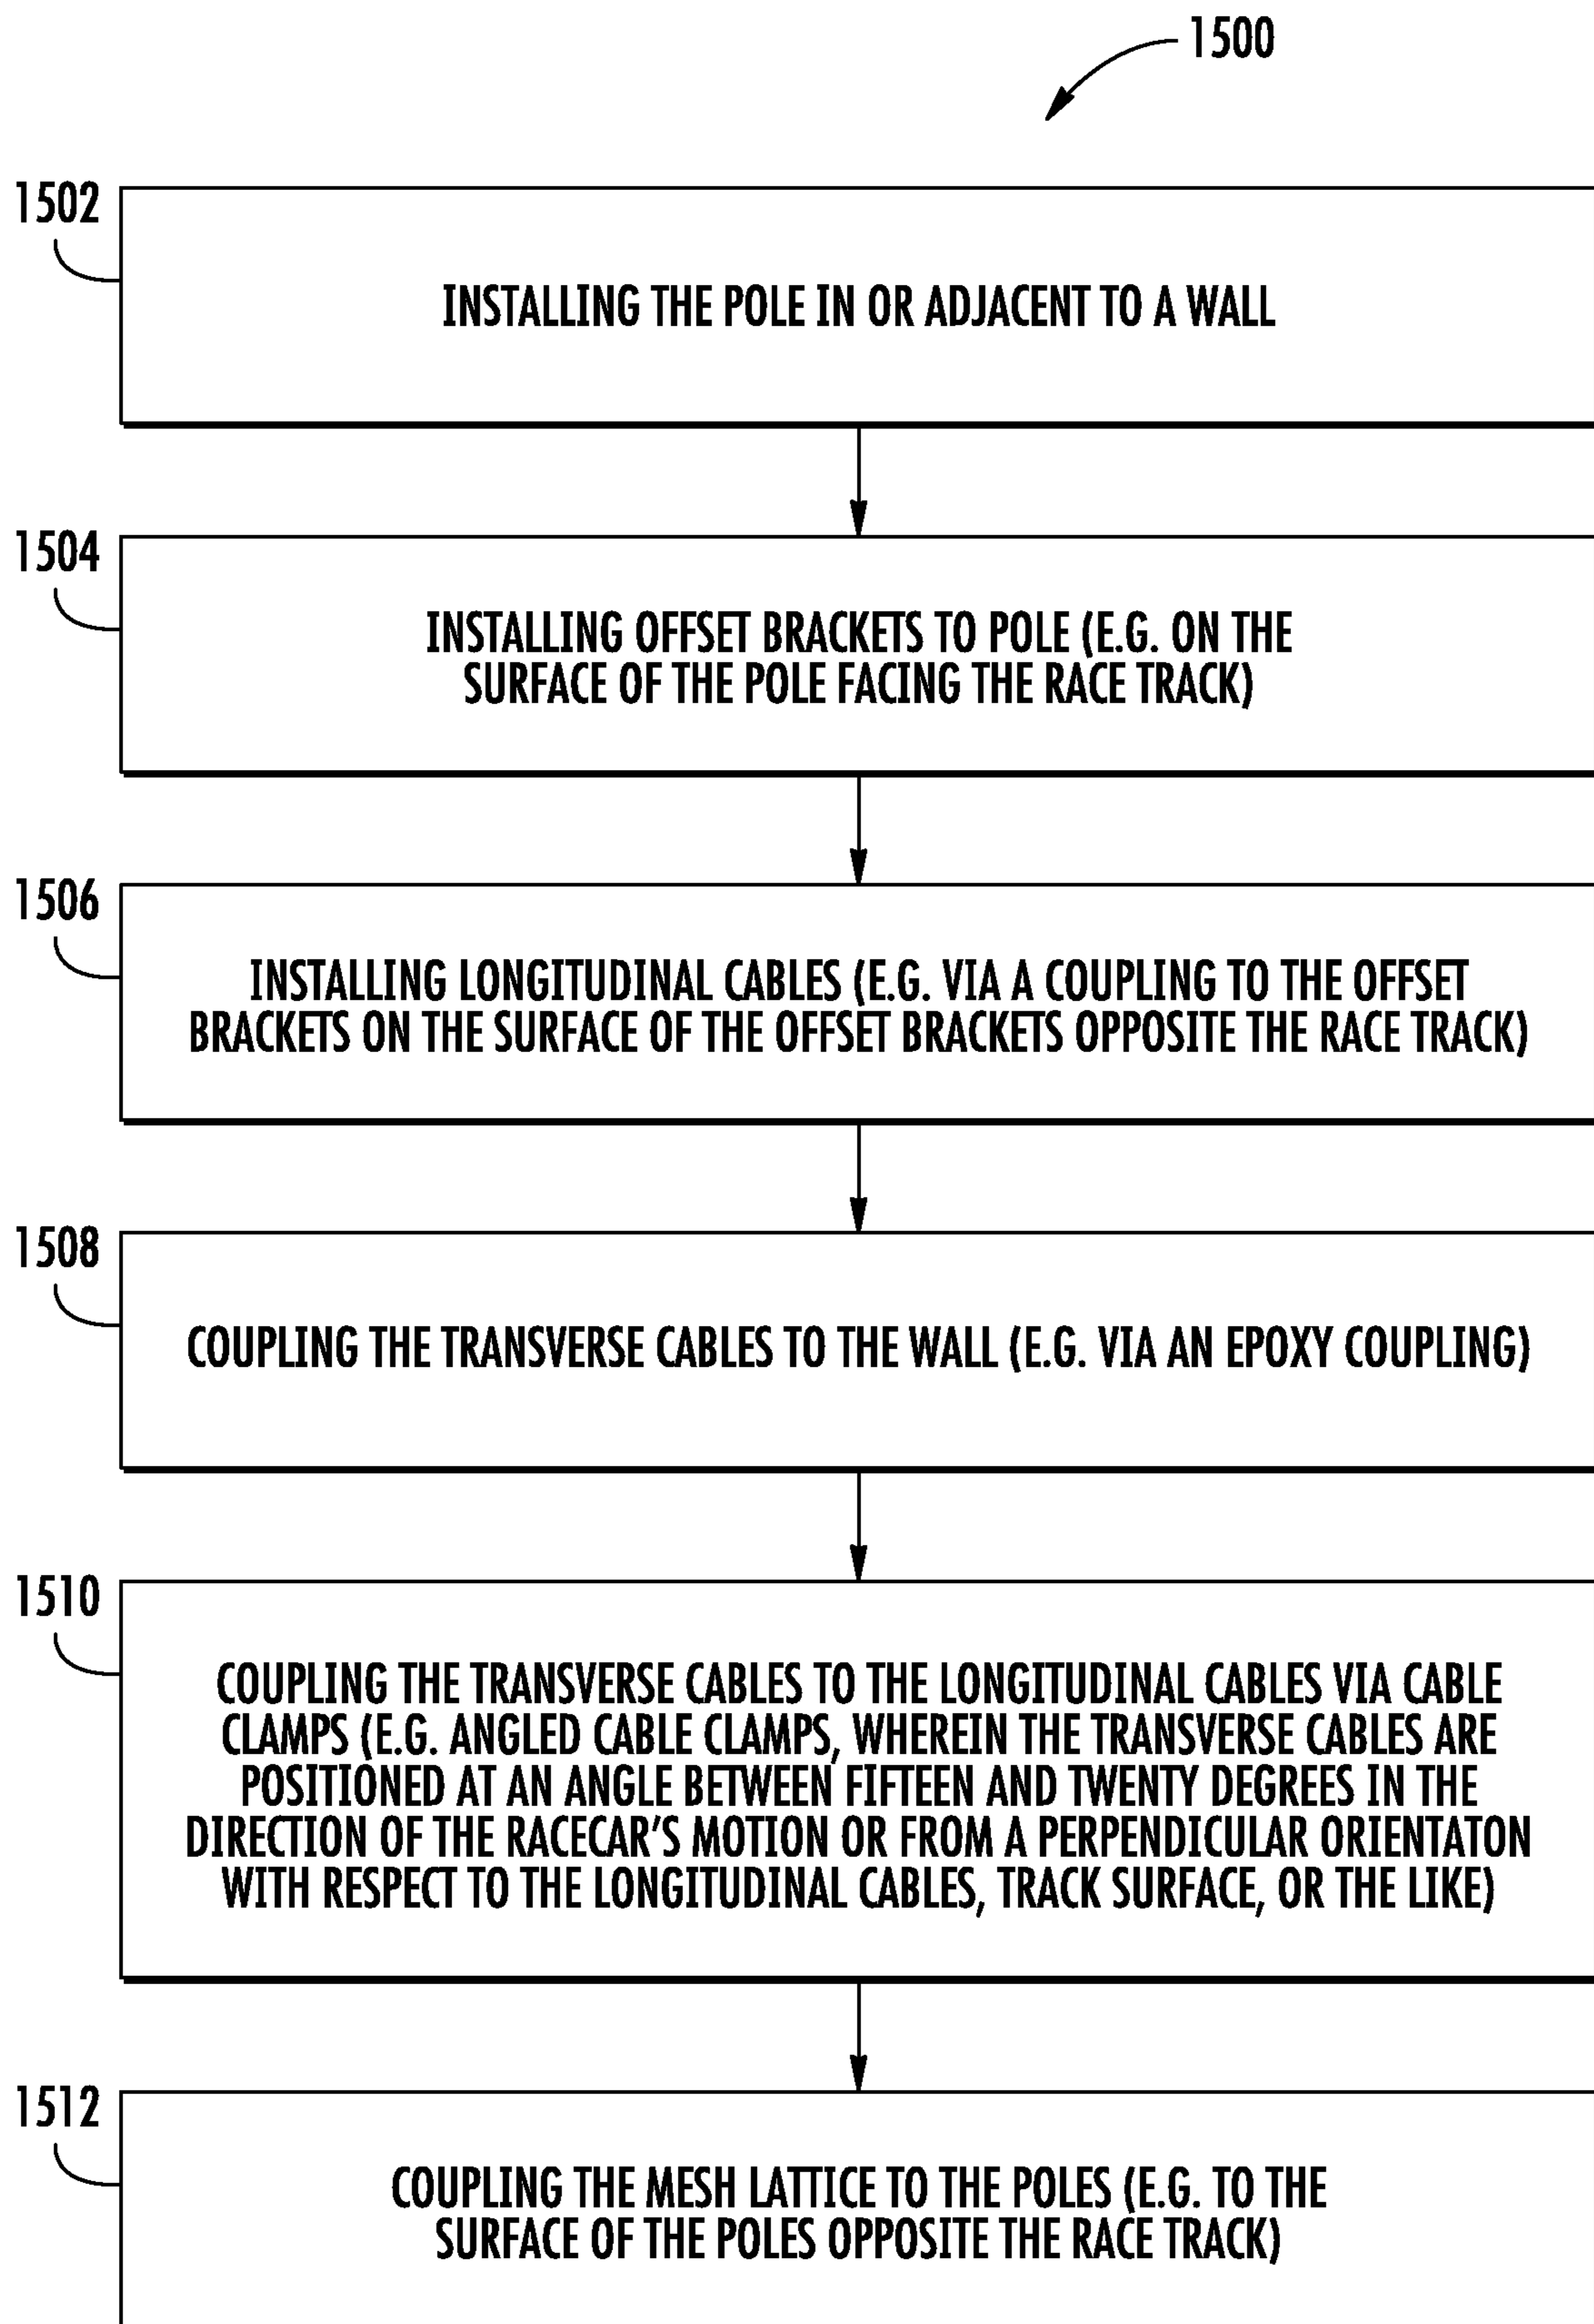 1500
1502
INSTALLING THE POLE IN OR ADJACENT TO A WALL
1504
INSTALLING OFFSET BRACKETS TO POLE (E.G. ON THE
SURFACE OF THE POLE FACING THE RACE TRACK)
1506
INSTALLING LONGITUDINAL CABLES (E.G. VIA A COUPLING TO THE OFFSET
BRACKETS ON THE SURFACE OF THE OFFSET BRACKETS OPPOSITE THE RACE TRACK)
1508
COUPLING THE TRANSVERSE CABLES TO THE WALL (E.G. VIA AN EPOXY COUPLING)
1510
COUPLING THE TRANSVERSE CABLES TO THE LONGITUDINAL CABLES VIA CABLE
CLAMPS (E.G. ANGLED CABLE CLAMPS, WHEREIN THE TRANSVERSE CABLES ARE
POSITIONED AT AN ANGLE BETWEEN FIFTEEN AND TWENTY DEGREES IN THE
DIRECTION OF THE RACECAR'S MOTION OR FROM A PERPENDICULAR ORIENTATON
WITH RESPECT TO THE LONGITUDINAL CABLES, TRACK SURFACE, OR THE LIKE)
1512
COUPLING THE MESH LATTICE TO THE POLES (E.G. TO THE
SURFACE OF THE POLES OPPOSITE THE RACE TRACK)